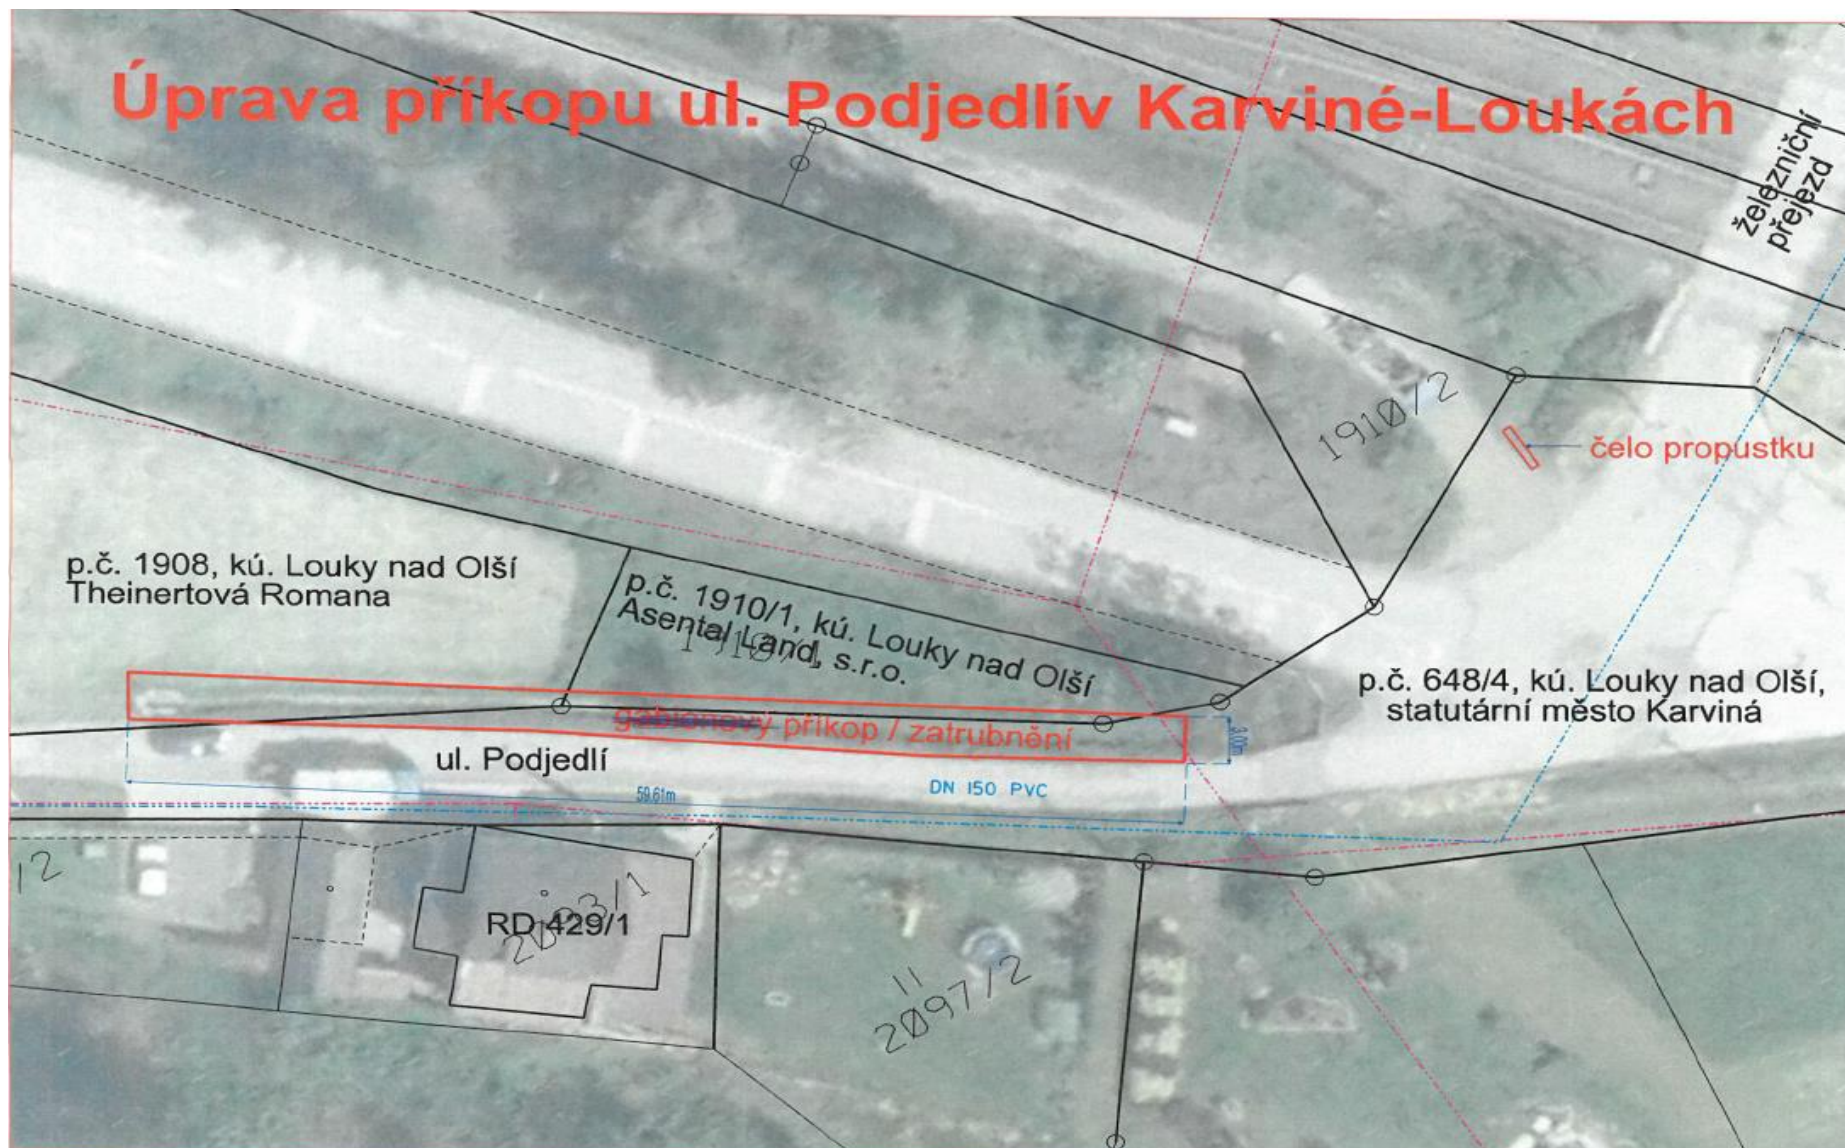 Úprava příkopu ul. Podjedlív Karviné-Loukách
železniční
přejezd
1910/2
čelo propustku
p.č. 1908, kú. Louky nad Olší
Theinertová Romana
p.č. 1910/1, kú. Louky nad Olší
Asental Land, s.r.o.
p.č. 648/4, kú. Louky nad Olší,
statutární město Karviná
gabionový příkop / zatrubnění
3,00m
ul. Podjedlí
59.61m
DN 150 PVC
12
RD 429/1
11
2097/2